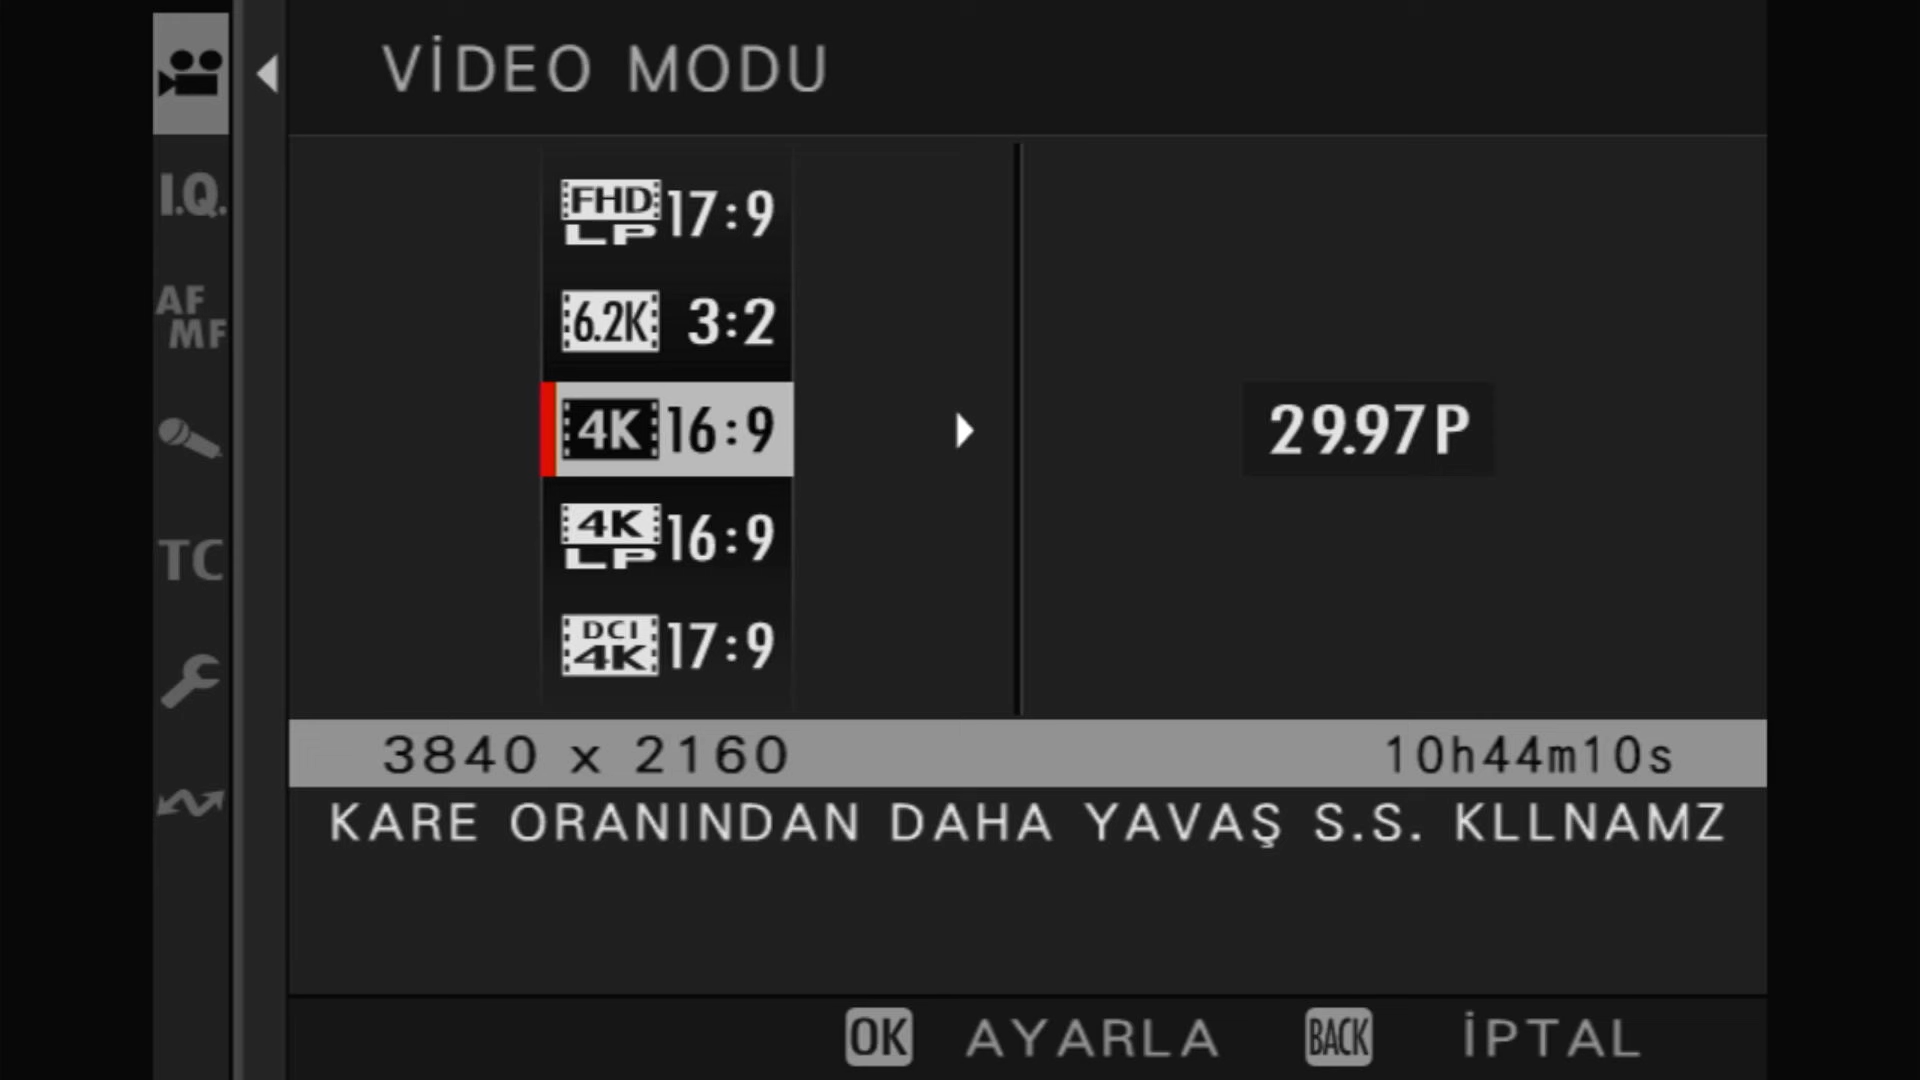 VİDEO MODU
I.Q.
AF
MF
TC
FHD
LP 17:9
6.2K 3:2
4K 16:9
29.97P
4K
LP 16:9
DCI
4K 17:9
3840 x 2160
10h44m10s
KARE ORANINDAN DAHA YAVAŞ S.S. KLLNAMZ
OK AYARLA
BACK İPTAL